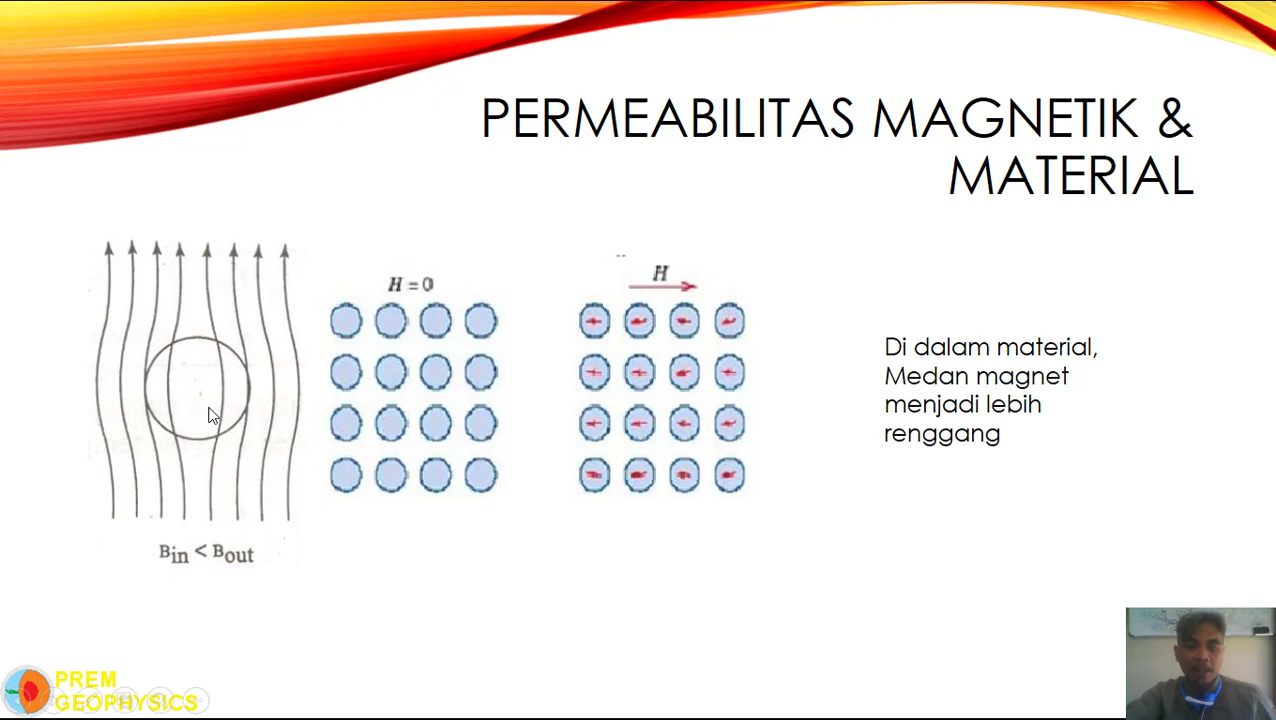 PERMEABILITAS MAGNETIK &
MATERIAL
H = 0
H
Di dalam material,
Medan magnet
menjadi lebih
renggang
Bin < Bout
PREM
GEOPHYSICS